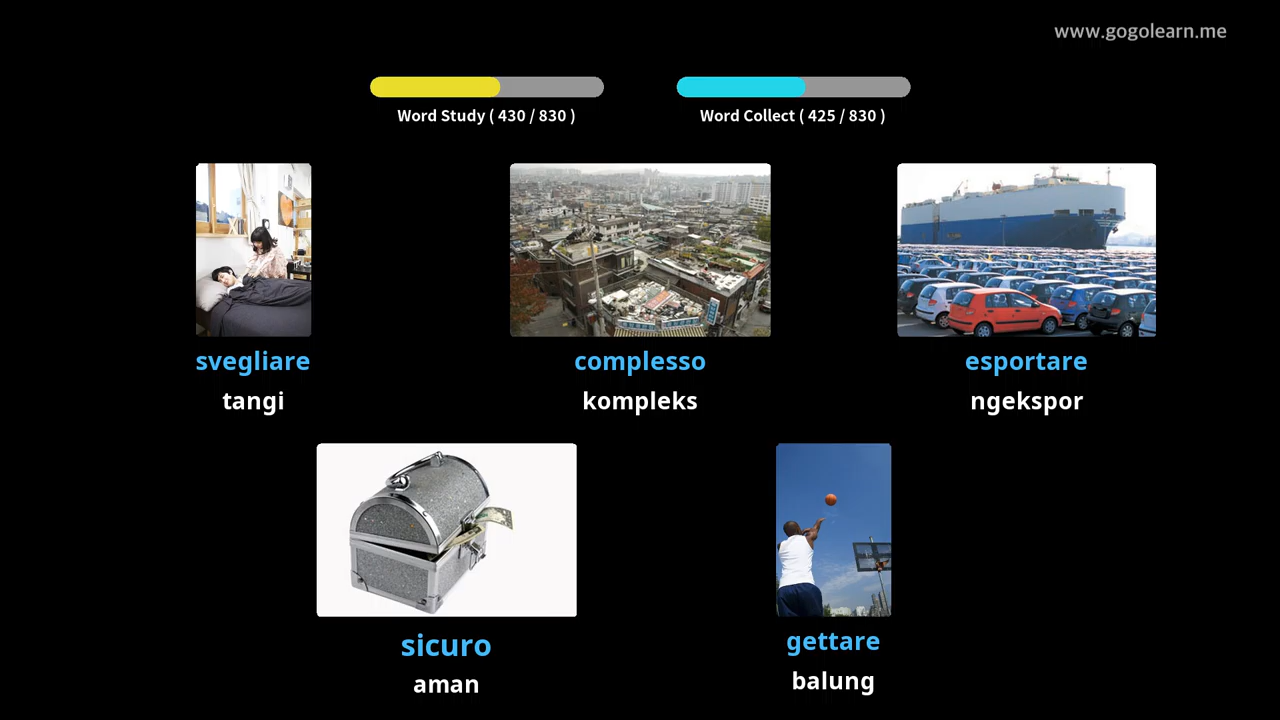 www.gogolearn.me
Word Study ( 430 / 830 )
Word Collect ( 425 / 830 )
svegliare
tangi
complesso
kompleks
esportare
ngekspor
sicuro
aman
gettare
balung